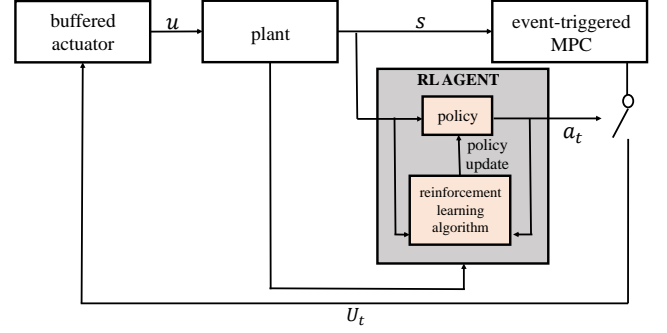 buffered
actuator
u
plant
s
event-triggered
MPC
RL AGENT
policy
a_t
policy
update
reinforcement
learning
algorithm
U_t